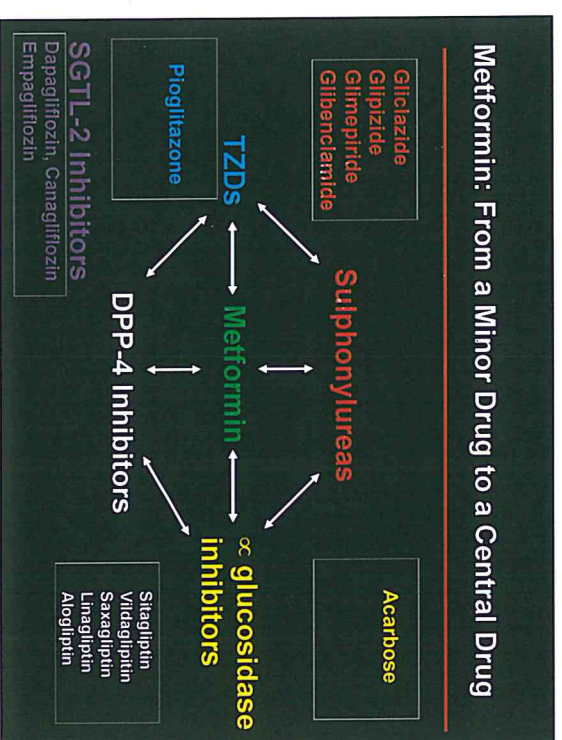 Metformin: From a Minor Drug to a Central Drug
Gliclazide
Glipizide
Glimepiride
Glibenclamide
Acarbose
Sulphonylureas
TZDs
Metformin
∝ glucosidase
inhibitors
Pioglitazone
DPP-4 Inhibitors
Sitagliptin
Vildaglipitin
Saxagliptin
Linagliptin
Alogliptin
SGTL-2 Inhibitors
Dapagliflozin, Canagliflozin
Empagliflozin